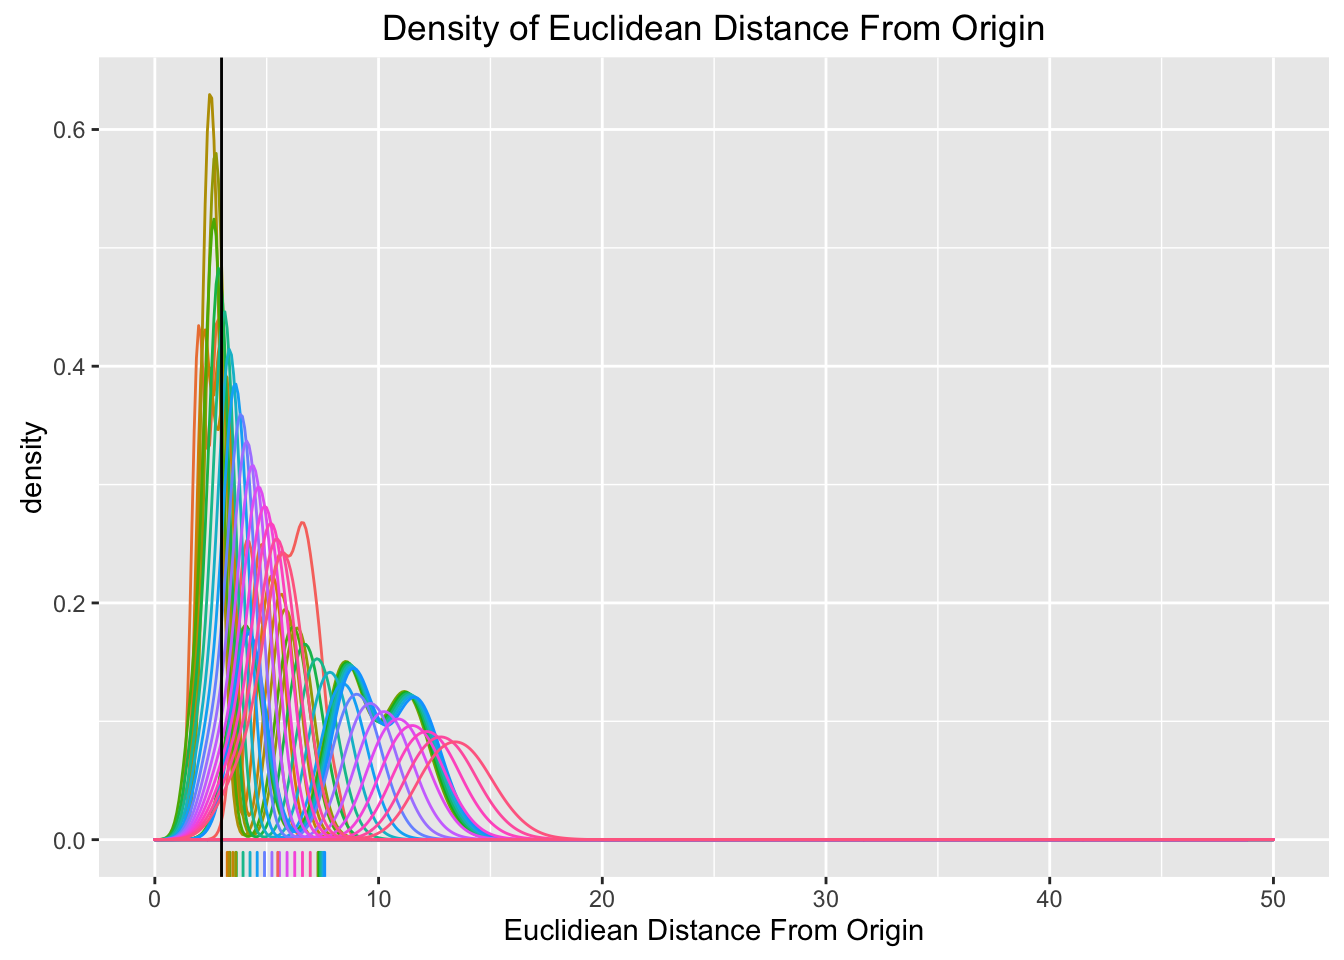 Density of Euclidean Distance From Origin
density
0.6
0.4
0.2
0.0
0 10 20 30 40 50
Euclidiean Distance From Origin